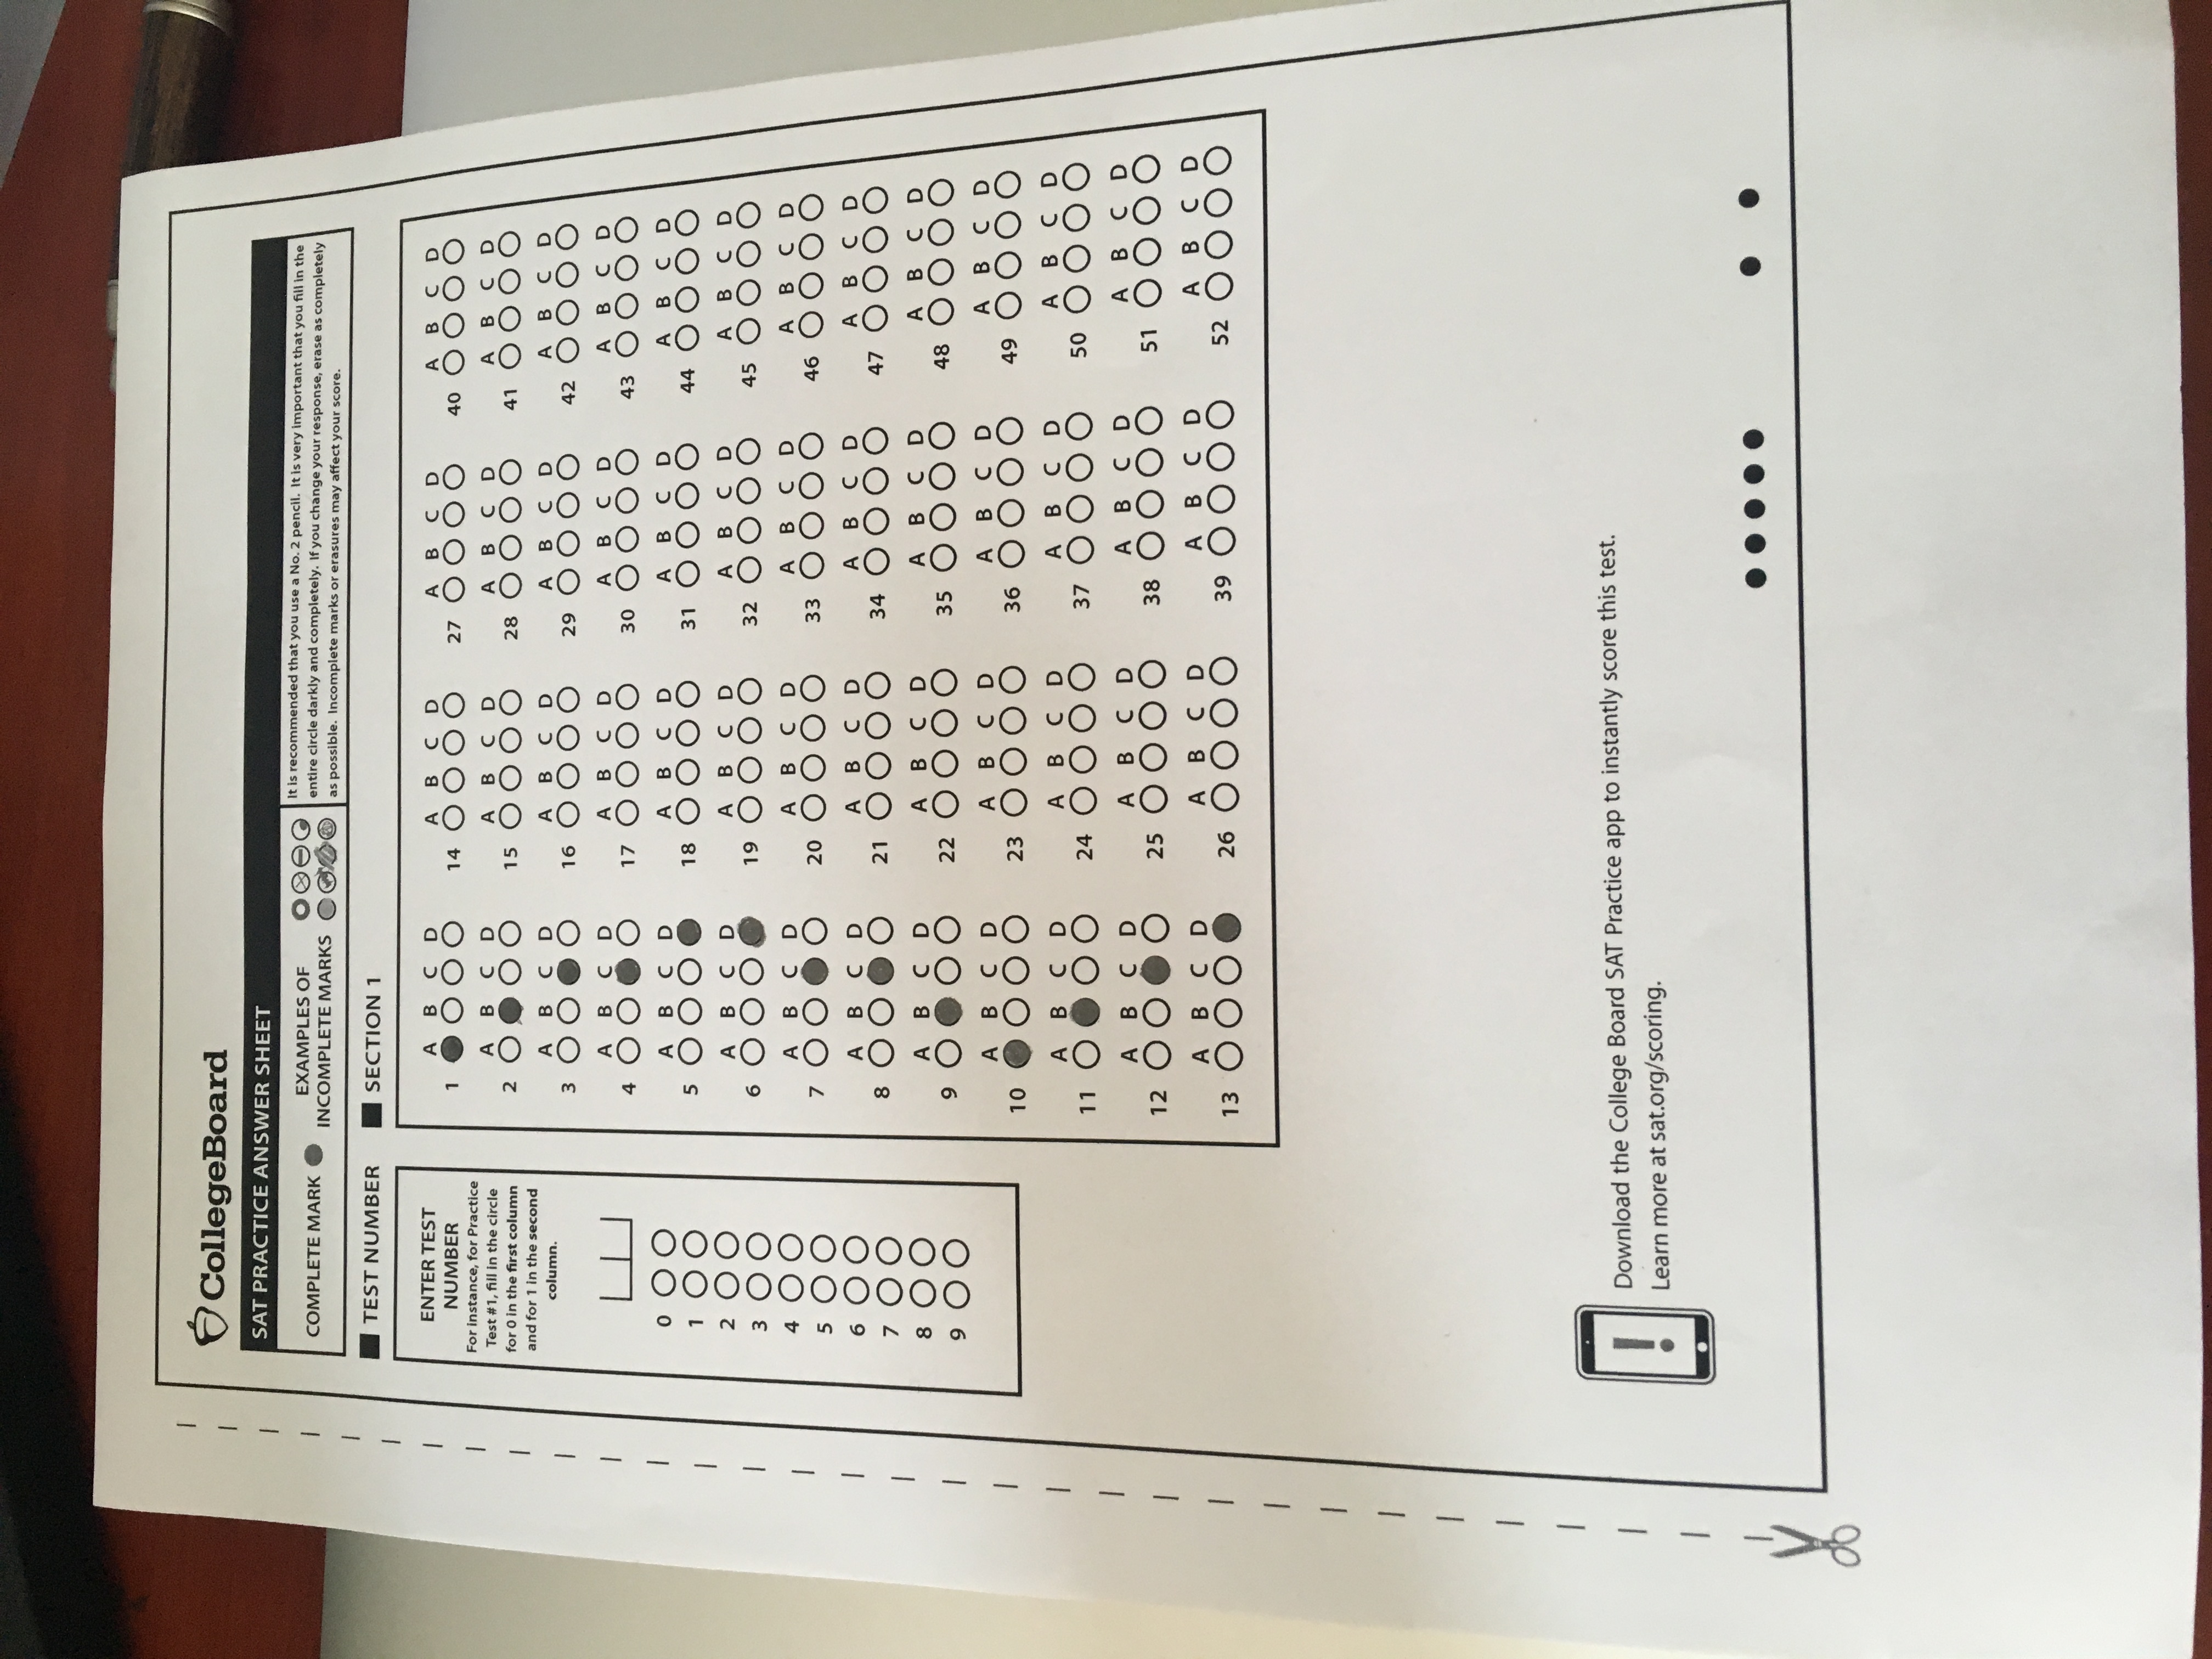 CollegeBoard
SAT PRACTICE ANSWER SHEET
COMPLETE MARK
EXAMPLES OF
INCOMPLETE MARKS
It is recommended that you use a No. 2 pencil. It is very important that you fill in the
entire circle darkly and completely. If you change your response, erase as completely
as possible. Incomplete marks or erasures may affect your score.
TEST NUMBER
ENTER TEST
NUMBER
For instance, for Practice
Test #1, fill in the circle
for 0 in the first column
and for 1 in the second
column.
0
1
2
3
4
5
6
7
8
9
SECTION 1
A B C D A B C D A B C D A B C D
1 14 27 40
A B C D A B C D A B C D A B C D
2 15 28 41
A B C D A B C D A B C D A B C D
3 16 29 42
A B C D A B C D A B C D A B C D
4 17 30 43
A B C D A B C D A B C D A B C D
5 18 31 44
A B C D A B C D A B C D A B C D
6 19 32 45
A B C D A B C D A B C D A B C D
7 20 33 46
A B C D A B C D A B C D A B C D
8 21 34 47
A B C D A B C D A B C D A B C D
9 22 35 48
A B C D A B C D A B C D A B C D
10 23 36 49
A B C D A B C D A B C D A B C D
11 24 37 50
A B C D A B C D A B C D A B C D
12 25 38 51
A B C D A B C D A B C D A B C D
13 26 39 52
!
Download the College Board SAT Practice app to instantly score this test.
Learn more at sat.org/scoring.